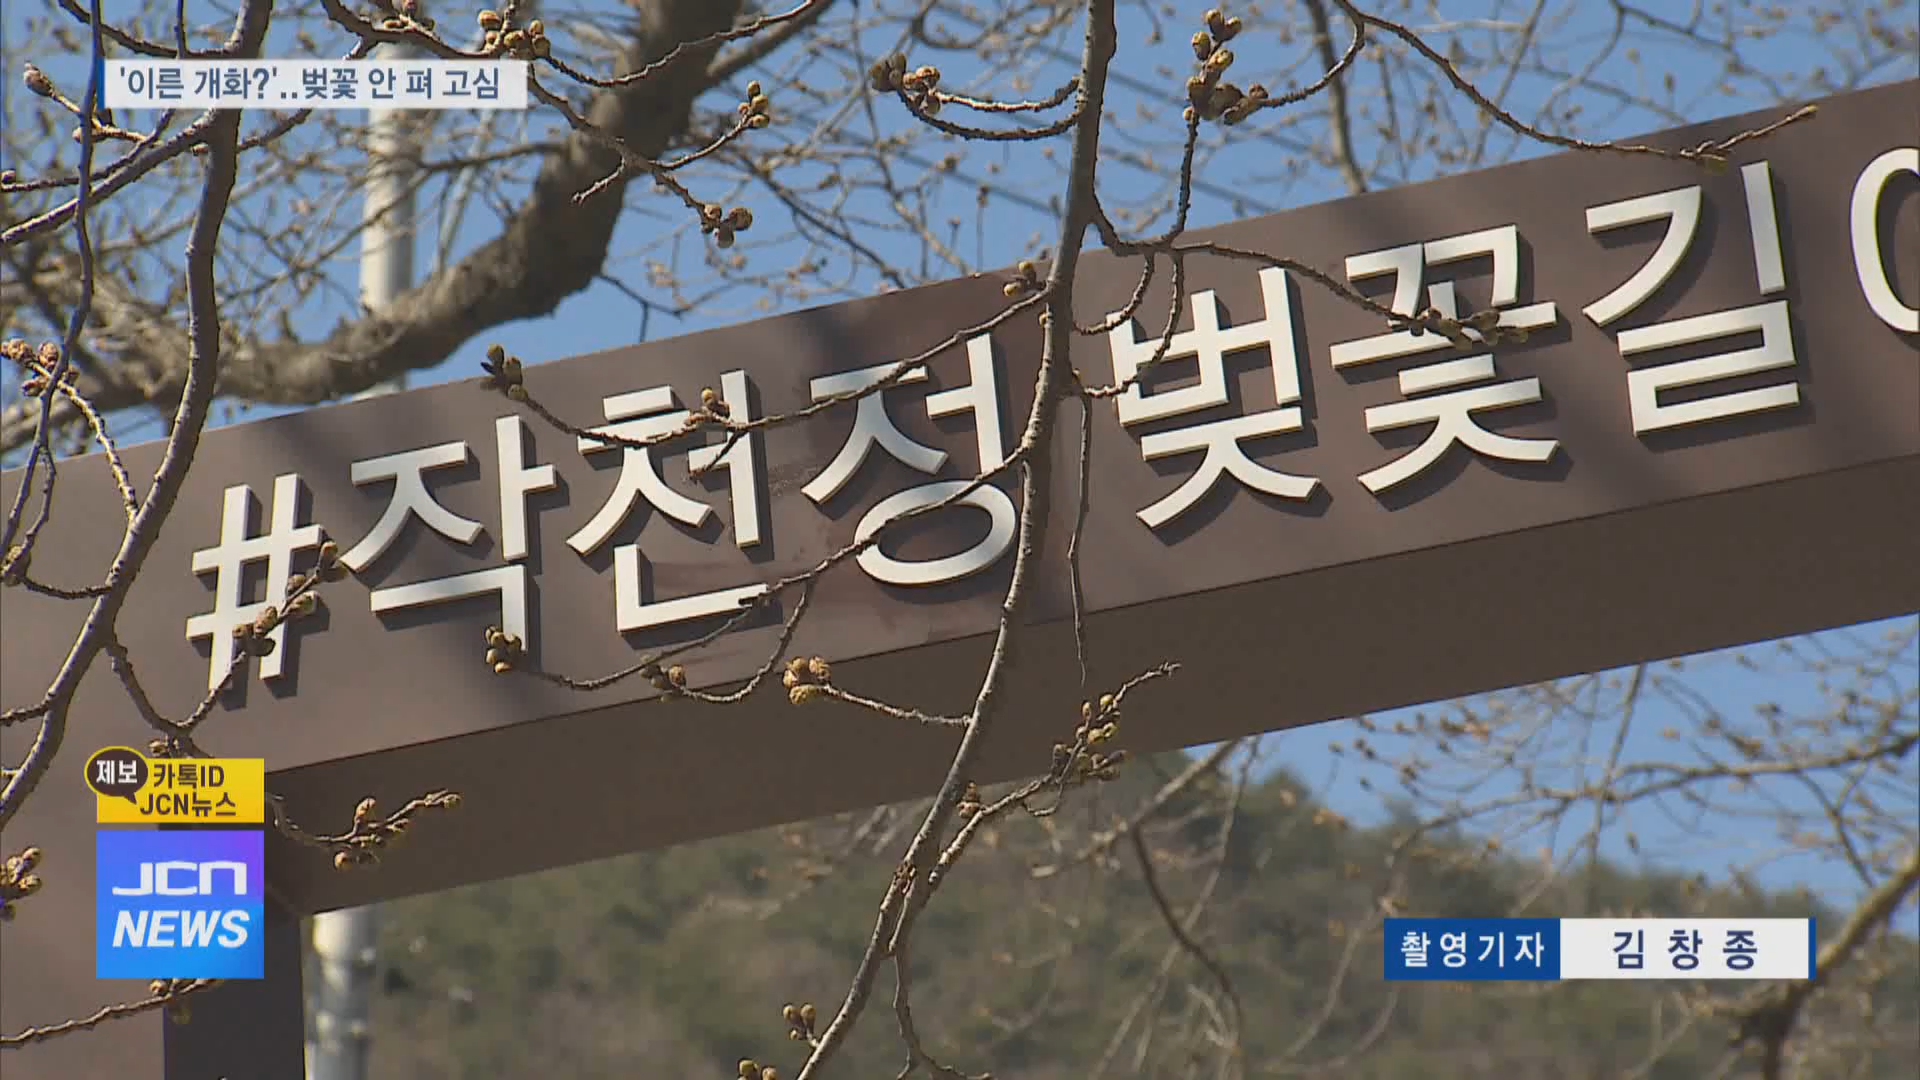 '이른 개화?'..벚꽃 안 펴 고심
#작천정 벚꽃길
제보 카톡ID
JCN뉴스
JCN
NEWS
촬영기자 김창종